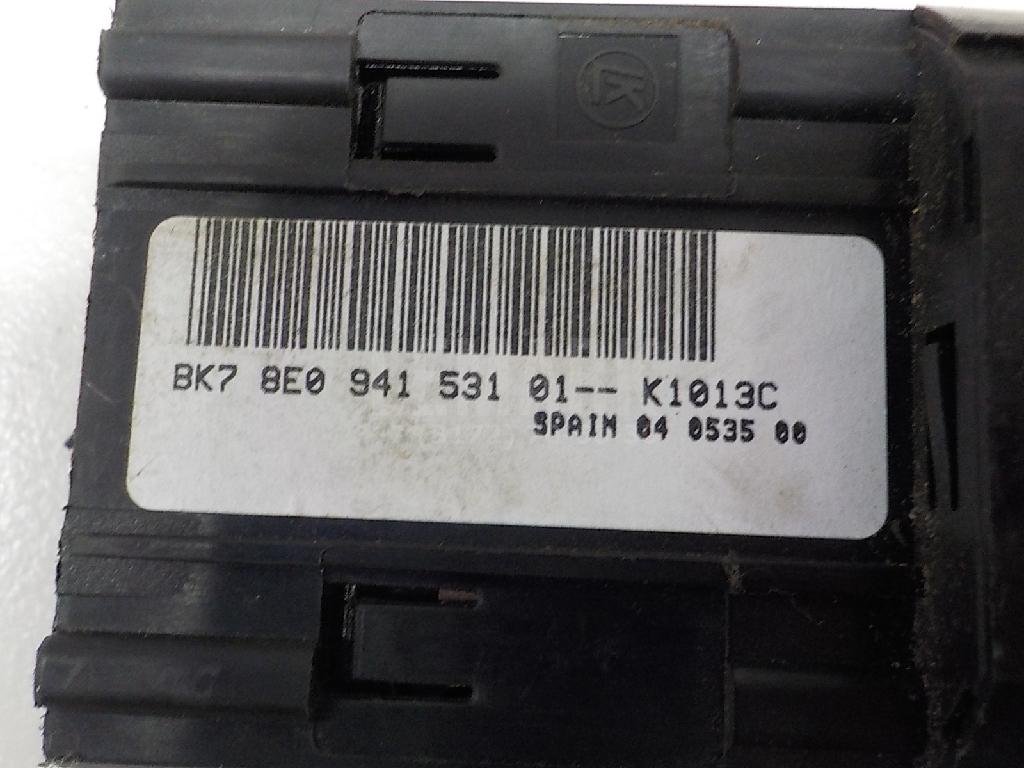 BK7 8E0 941 531 01-- K1013C
SPAIN 04 0535 00